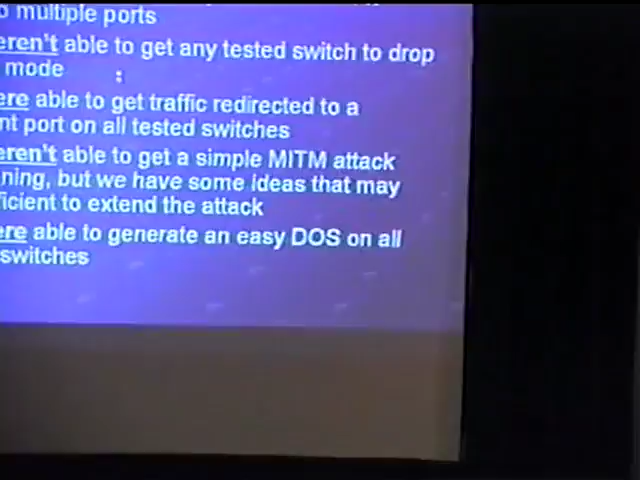 o multiple ports
eren't able to get any tested switch to drop
mode
ere able to get traffic redirected to a
nt port on all tested switches
eren't able to get a simple MITM attack
ning, but we have some ideas that may
ficient to extend the attack
ere able to generate an easy DOS on all
switches